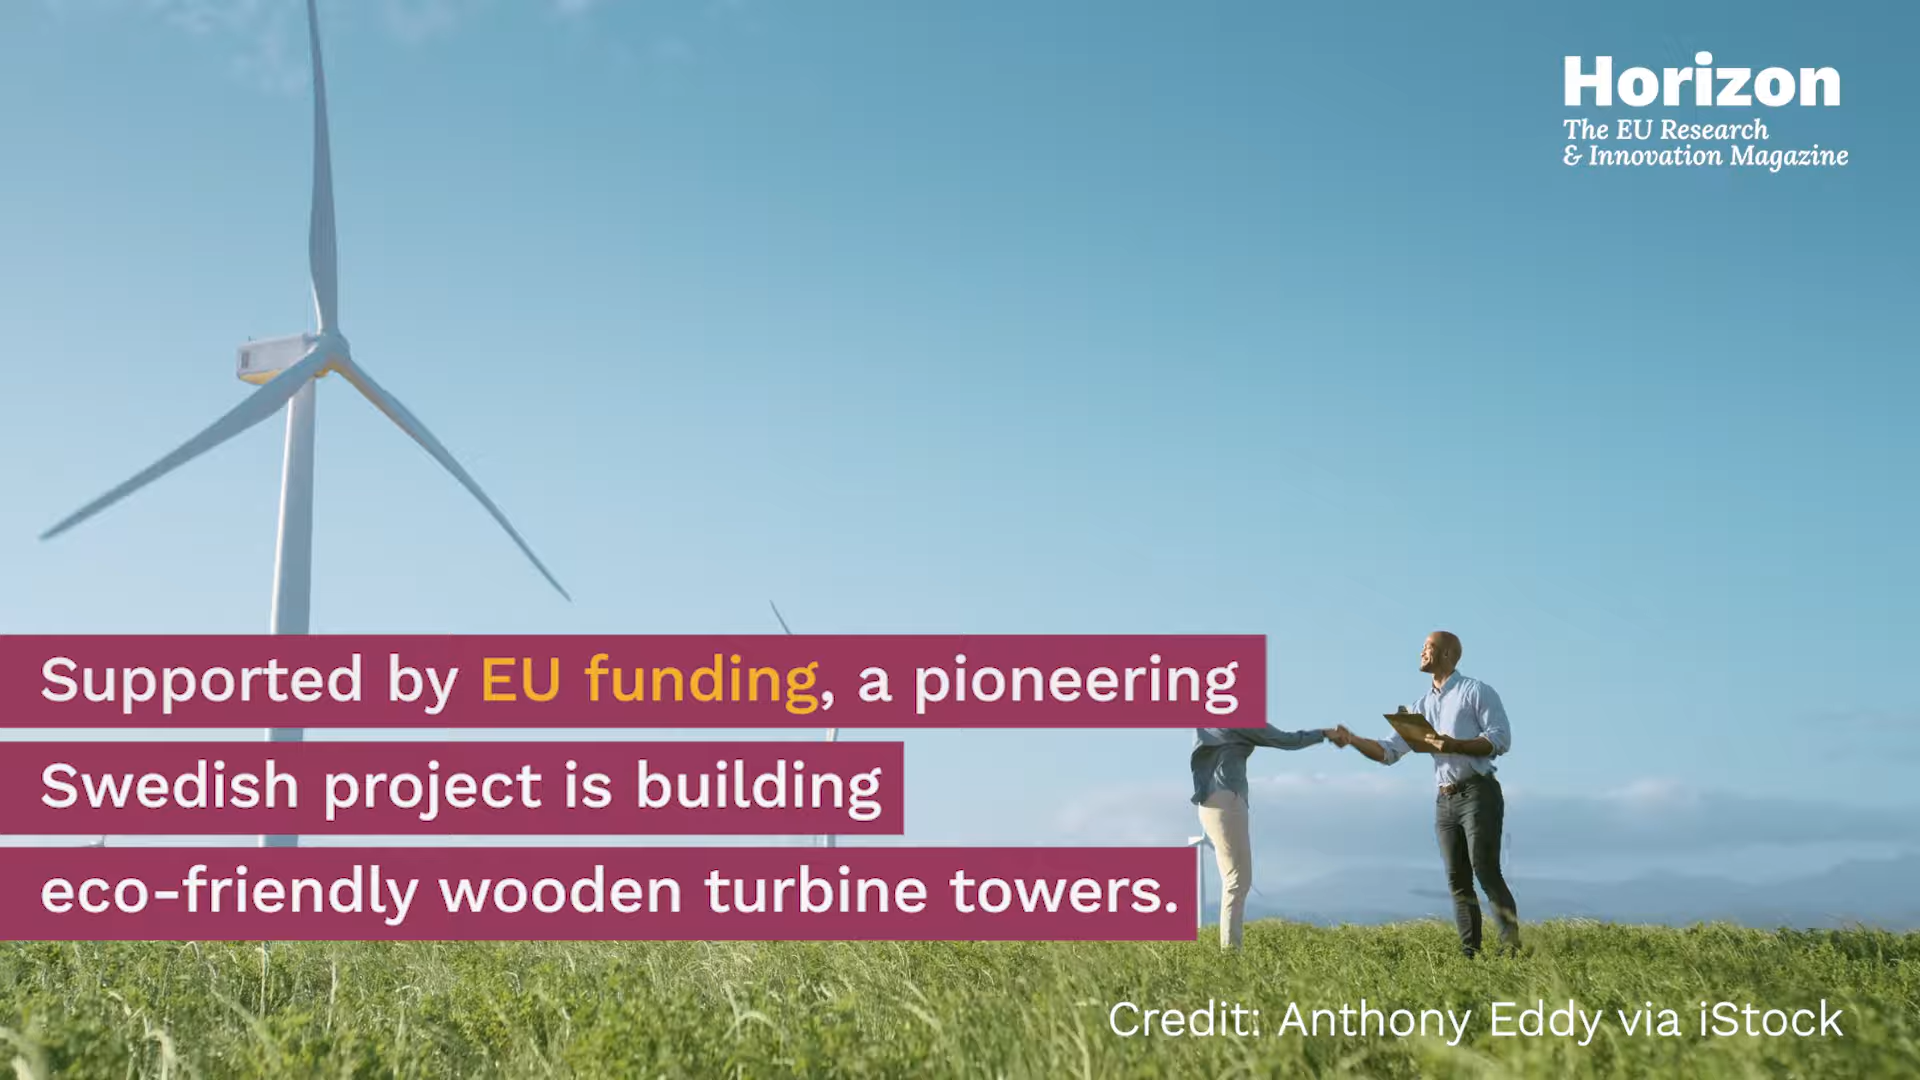 Horizon
The EU Research
& Innovation Magazine
Supported by EU funding, a pioneering
Swedish project is building
eco-friendly wooden turbine towers.
Credit: Anthony Eddy via iStock